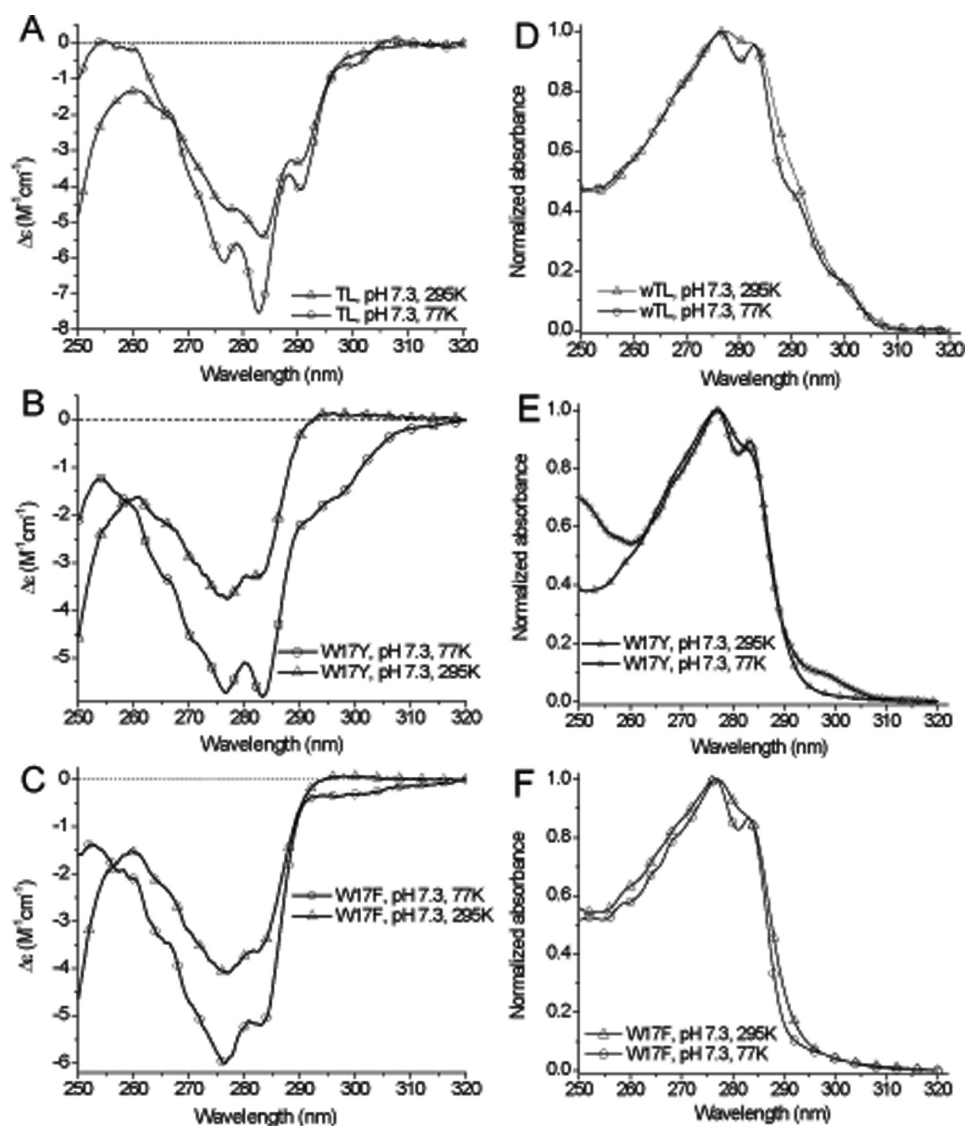 A
0
-1
-2
-3
-4
-5
-6
-7
-8
Δε (M⁻¹cm⁻¹)
TL, pH 7.3, 295K
TL, pH 7.3, 77K
250 260 270 280 290 300 310 320
Wavelength (nm)
D
1.0
0.8
0.6
0.4
0.2
0.0
Normalized absorbance
wTL, pH 7.3, 295K
wTL, pH 7.3, 77K
250 260 270 280 290 300 310 320
Wavelength (nm)
B
0
-1
-2
-3
-4
-5
Δε (M⁻¹cm⁻¹)
W17Y, pH 7.3, 77K
W17Y, pH 7.3, 295K
250 260 270 280 290 300 310 320
Wavelength (nm)
E
1.0
0.8
0.6
0.4
0.2
0.0
Normalized absorbance
W17Y, pH 7.3, 295K
W17Y, pH 7.3, 77K
250 260 270 280 290 300 310 320
Wavelength (nm)
C
0
-1
-2
-3
-4
-5
-6
Δε (M⁻¹cm⁻¹)
W17F, pH 7.3, 77K
W17F, pH 7.3, 295K
250 260 270 280 290 300 310 320
Wavelength (nm)
F
1.0
0.8
0.6
0.4
0.2
0.0
Normalized absorbance
W17F, pH 7.3, 295K
W17F, pH 7.3, 77K
250 260 270 280 290 300 310 320
Wavelength (nm)